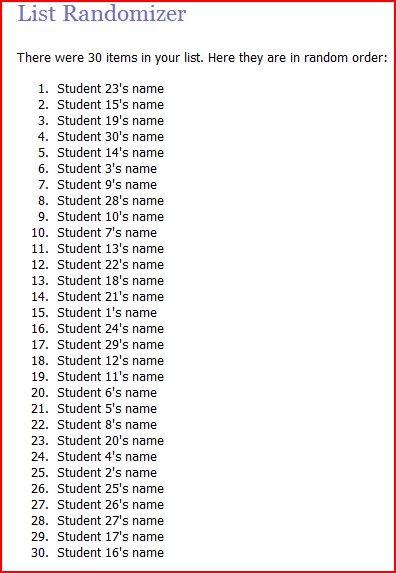 List Randomizer
There were 30 items in your list. Here they are in random order:
1. Student 23's name
2. Student 15's name
3. Student 19's name
4. Student 30's name
5. Student 14's name
6. Student 3's name
7. Student 9's name
8. Student 28's name
9. Student 10's name
10. Student 7's name
11. Student 13's name
12. Student 22's name
13. Student 18's name
14. Student 21's name
15. Student 1's name
16. Student 24's name
17. Student 29's name
18. Student 12's name
19. Student 11's name
20. Student 6's name
21. Student 5's name
22. Student 8's name
23. Student 20's name
24. Student 4's name
25. Student 2's name
26. Student 25's name
27. Student 26's name
28. Student 27's name
29. Student 17's name
30. Student 16's name